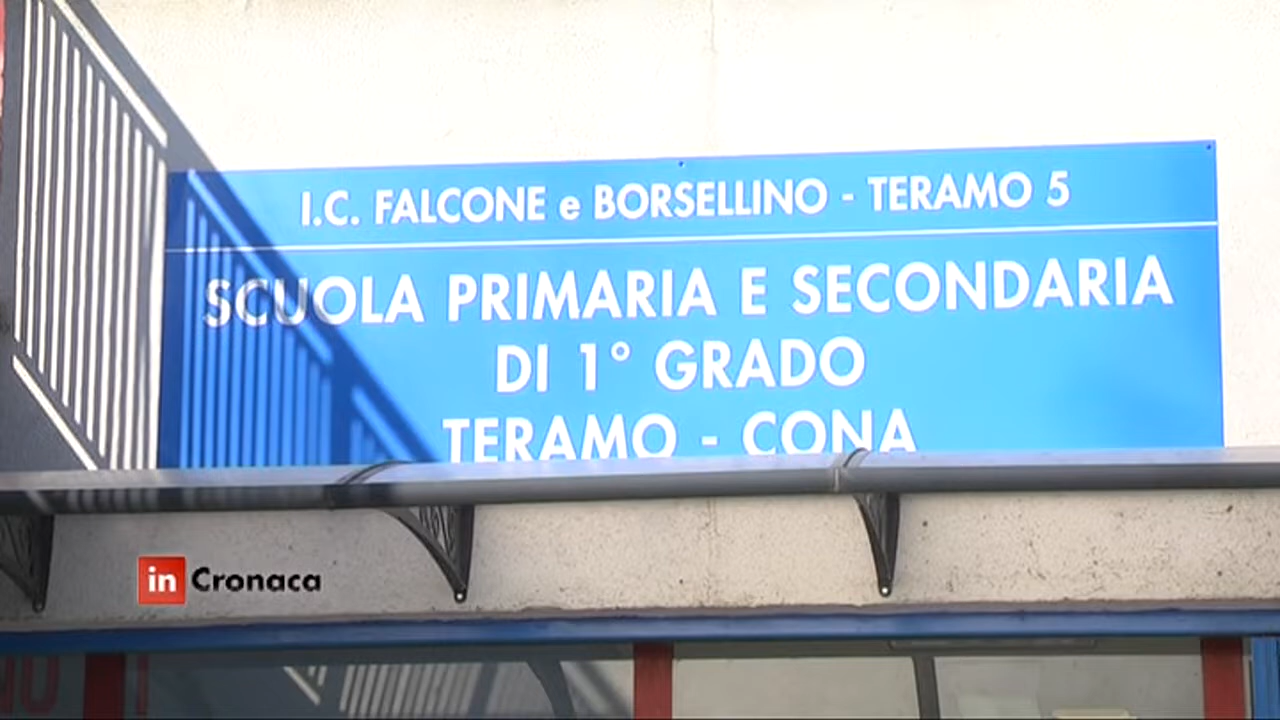 I.C. FALCONE e BORSELLINO - TERAMO 5
SCUOLA PRIMARIA E SECONDARIA
DI 1° GRADO
TERAMO - CONA
in Cronaca